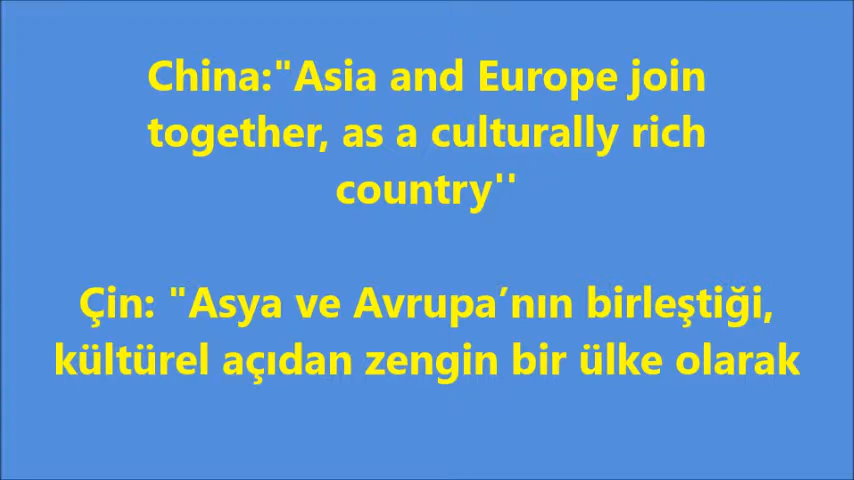 China:"Asia and Europe join
together, as a culturally rich
country''
Çin: "Asya ve Avrupa’nın birleştiği,
kültürel açıdan zengin bir ülke olarak